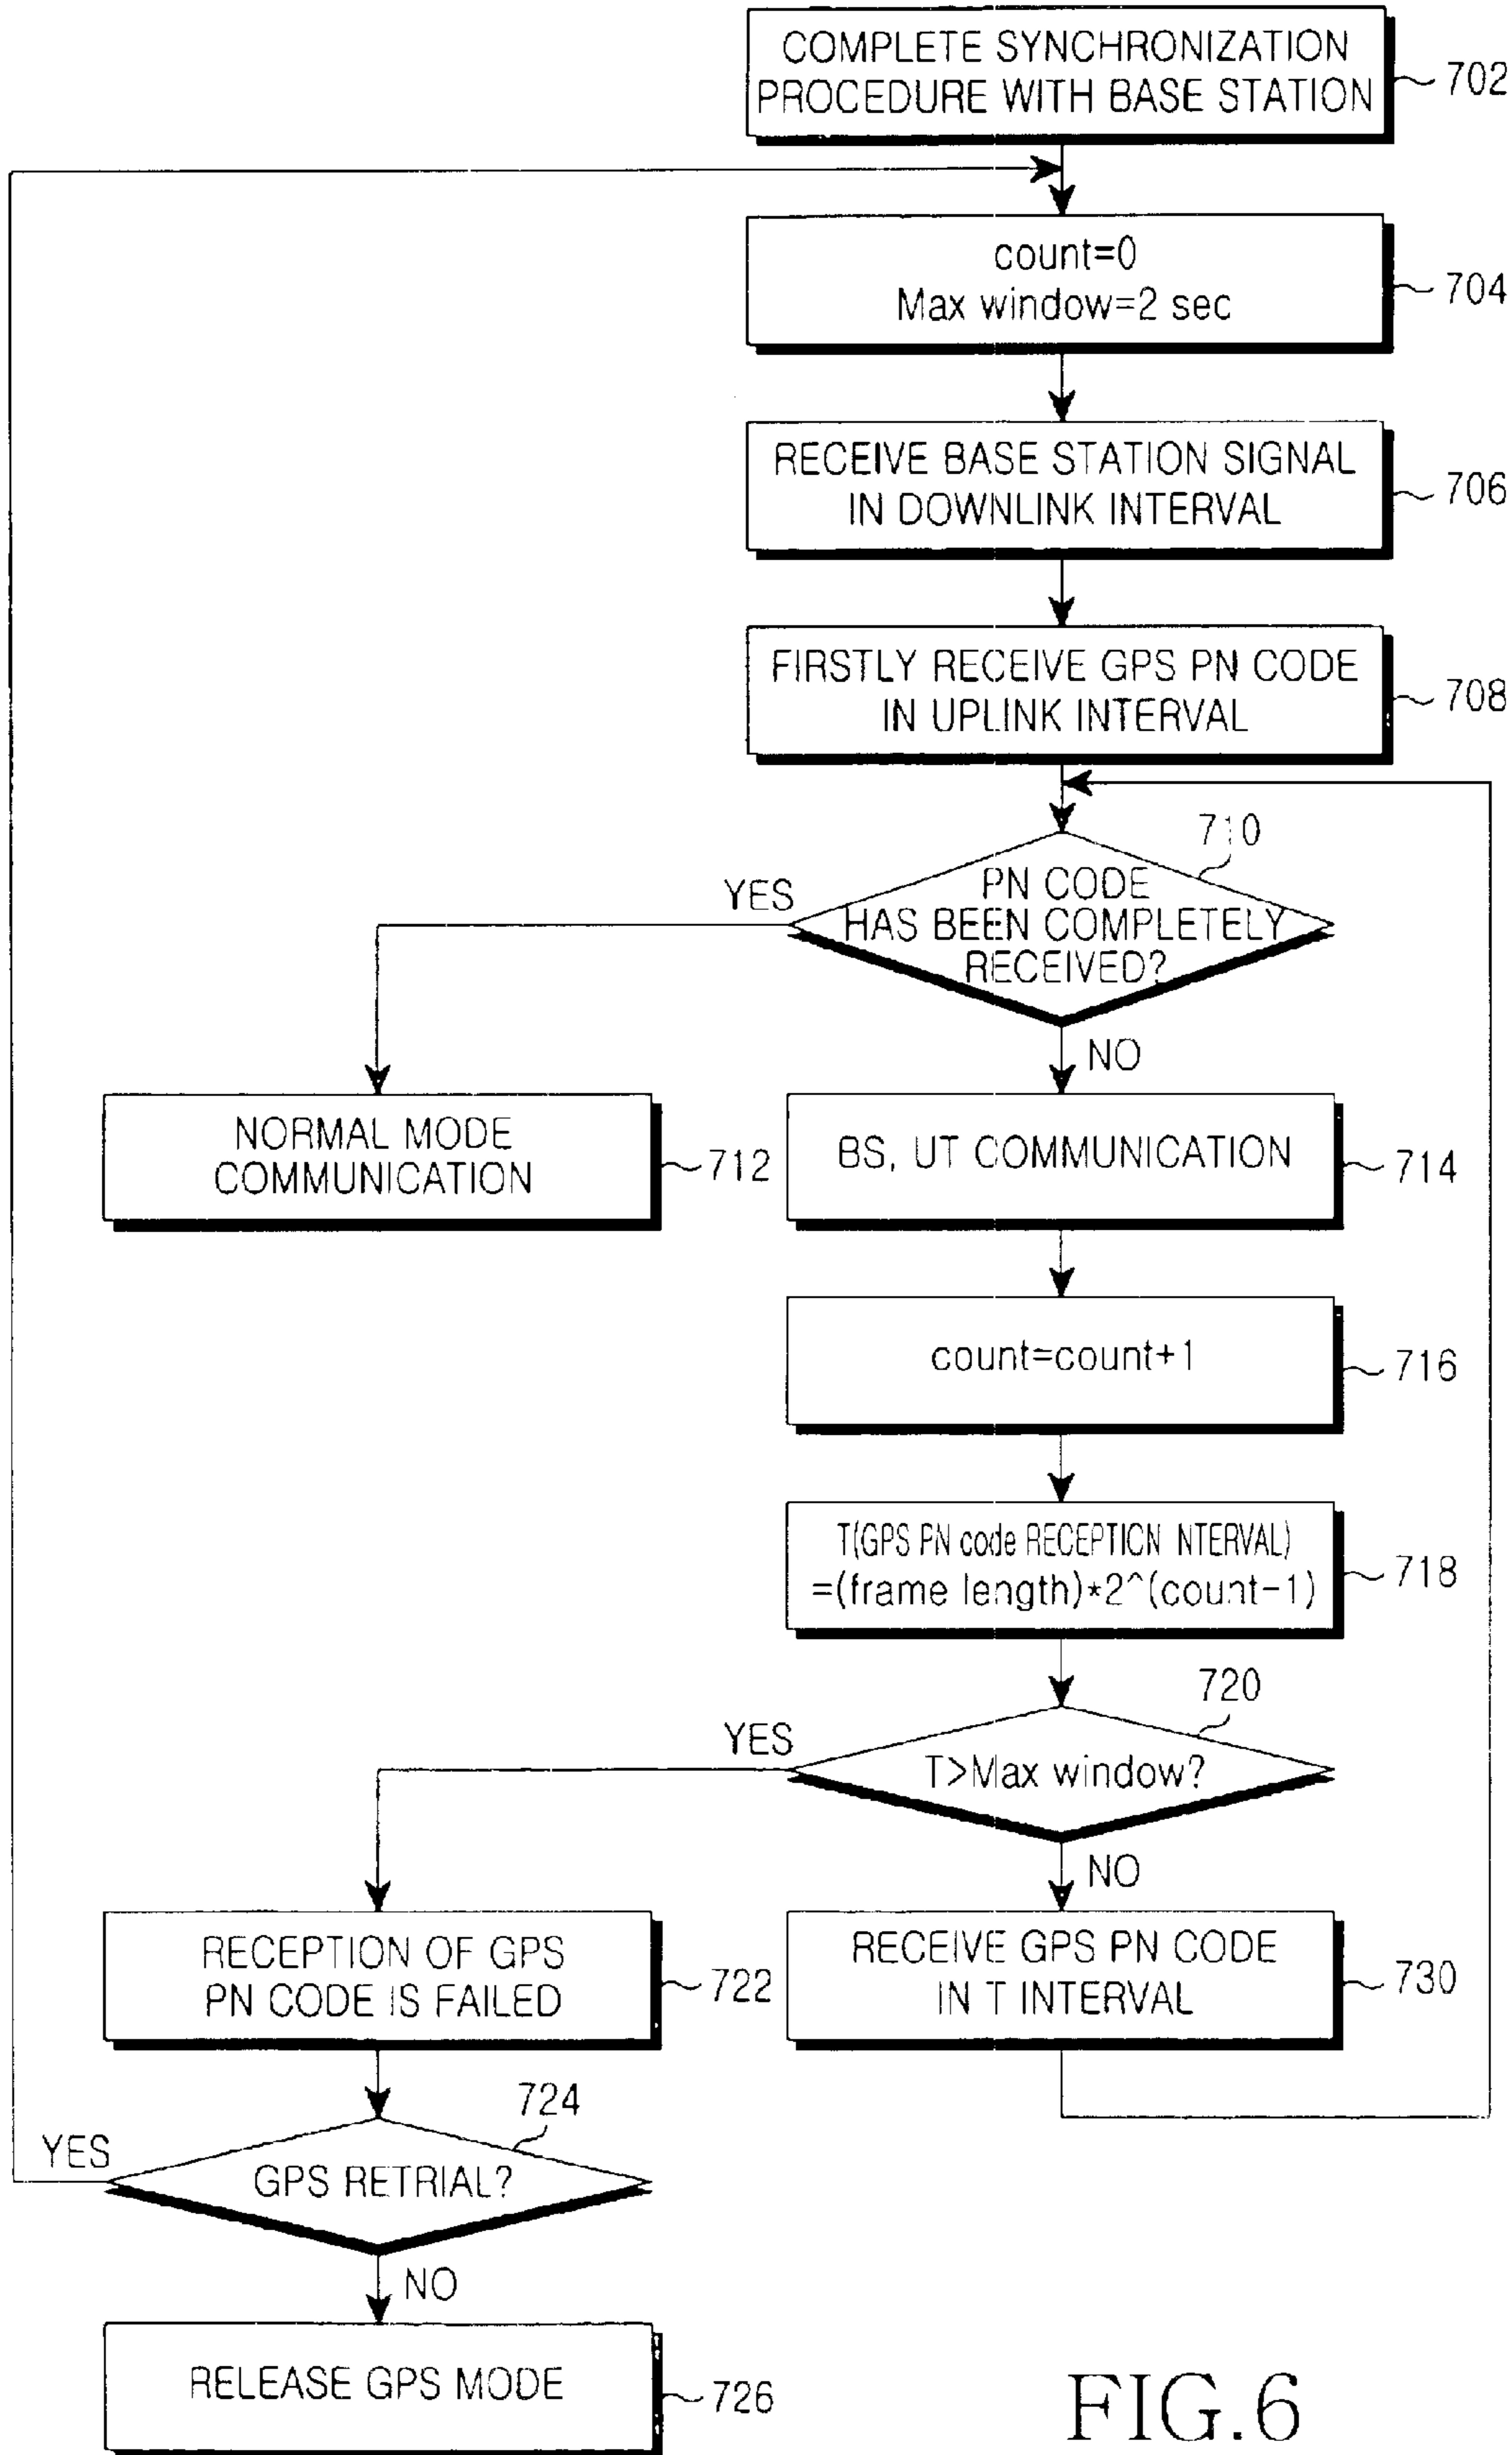 COMPLETE SYNCHRONIZATION
PROCEDURE WITH BASE STATION
702
count=0
Max window=2 sec
704
RECEIVE BASE STATION SIGNAL
IN DOWNLINK INTERVAL
706
FIRSTLY RECEIVE GPS PN CODE
IN UPLINK INTERVAL
708
710
PN CODE
HAS BEEN COMPLETELY
RECEIVED?
YES
NO
NORMAL MODE
COMMUNICATION
712
BS, UT COMMUNICATION
714
count=count+1
716
T(GPS PN code RECEPTION NTERVAL)
=(frame length)*2^(count-1)
718
720
YES
T>Max window?
NO
RECEPTION OF GPS
PN CODE IS FAILED
722
RECEIVE GPS PN CODE
IN T INTERVAL
730
724
YES
GPS RETRIAL?
NO
RELEASE GPS MODE
726
FIG.6